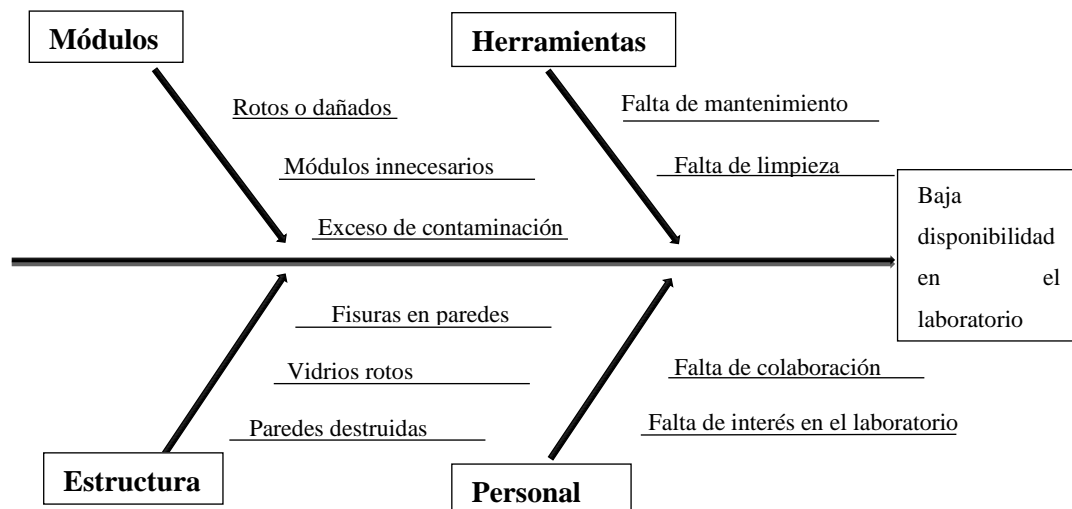 Módulos
Herramientas
Rotos o dañados
Falta de mantenimiento
Módulos innecesarios
Falta de limpieza
Exceso de contaminación
Baja
disponibilidad
en el
laboratorio
Fisuras en paredes
Vidrios rotos
Falta de colaboración
Paredes destruidas
Falta de interés en el laboratorio
Estructura
Personal